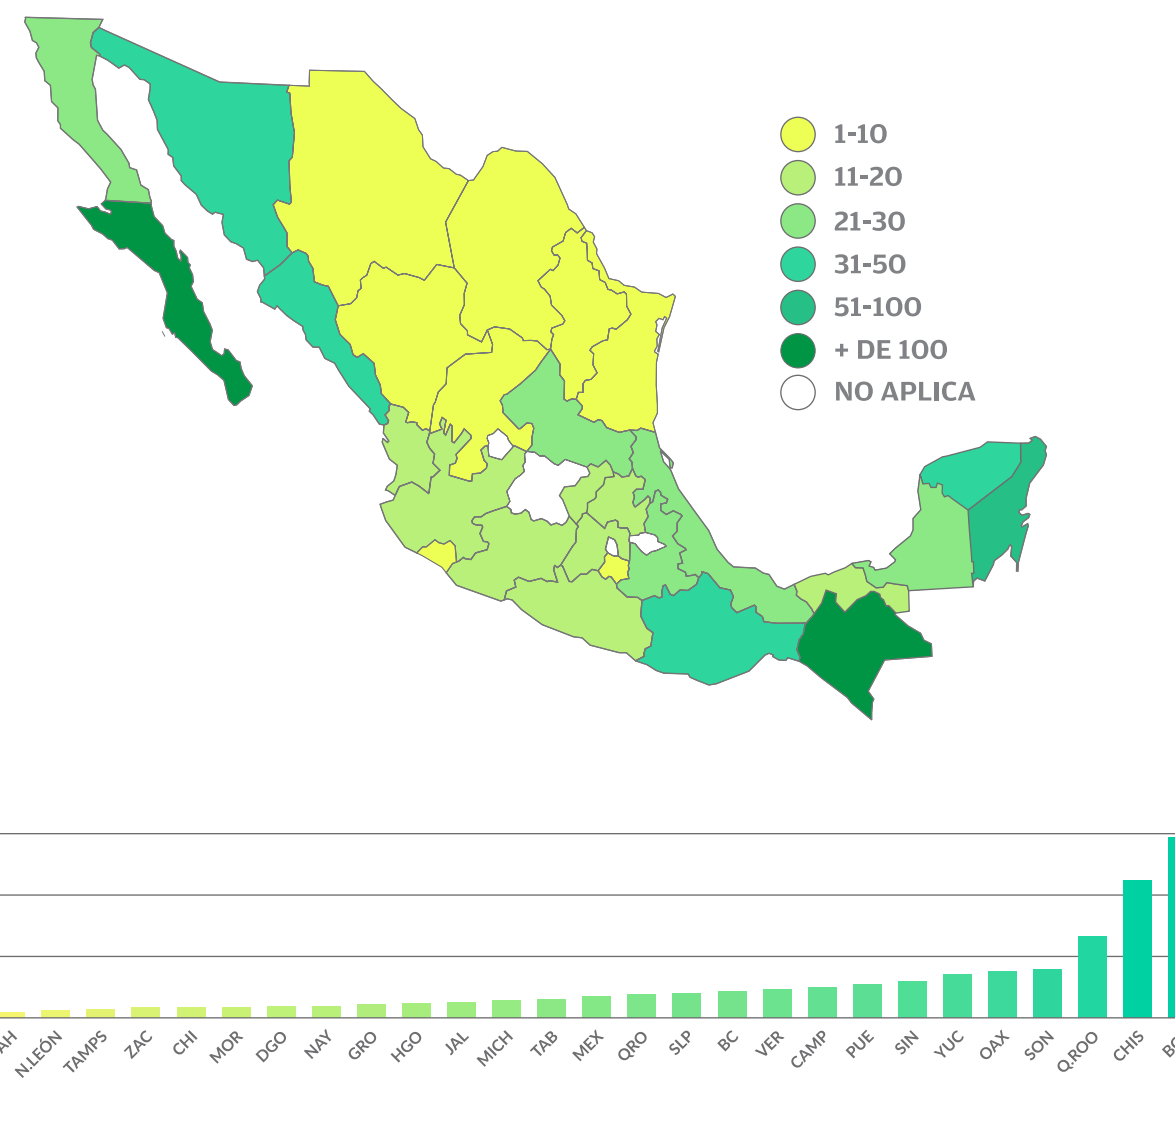 1-10
11-20
21-30
31-50
51-100
+ DE 100
NO APLICA
AH
N.LEÓN
TAMPS
ZAC
CHI
MOR
DGO
NAY
GRO
HGO
JAL
MICH
TAB
MEX
QRO
SLP
BC
VER
CAMP
PUE
SIN
YUC
OAX
SON
Q.ROO
CHIS